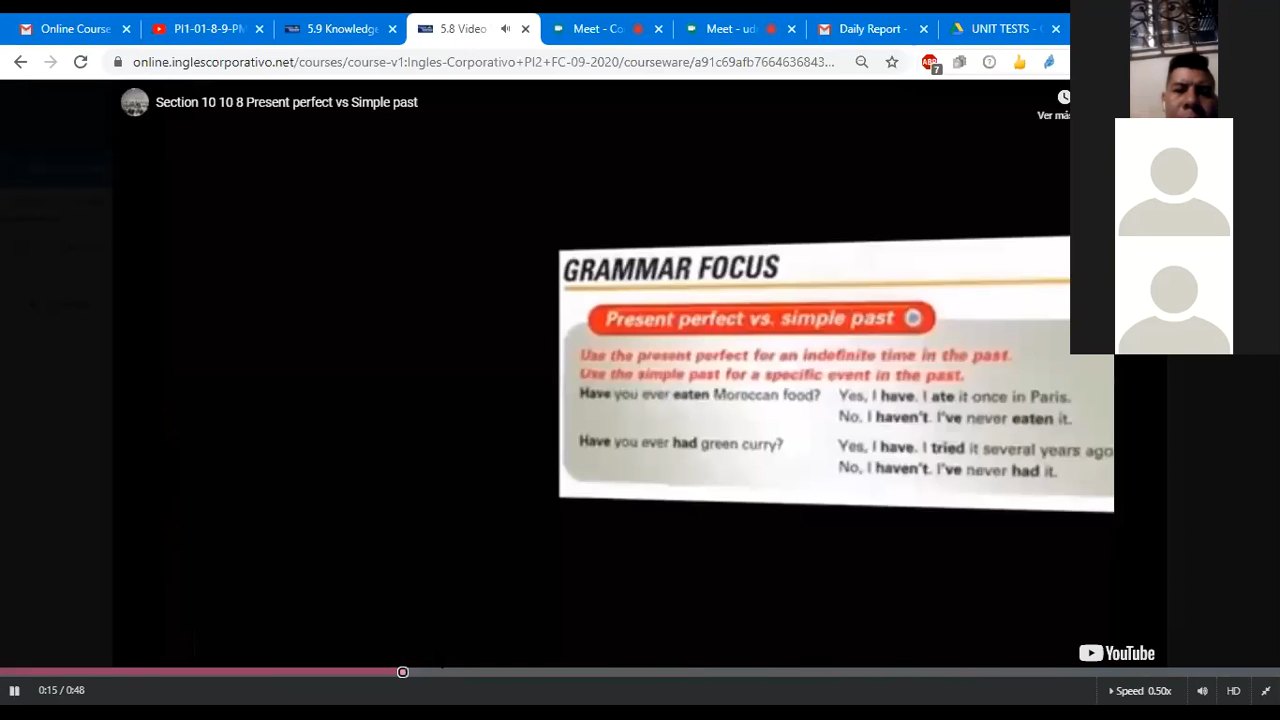 Online Course
PI1-01-8-9-PM
5.9 Knowledge
5.8 Video
Meet - Co
Meet - ud
Daily Report -
UNIT TESTS -
online.inglescorporativo.net/courses/course-v1:Ingles-Corporativo+PI2+FC-09-2020/courseware/a91c69afb7664636843...
ABP
7
Section 10 10 8 Present perfect vs Simple past
Ver más
GRAMMAR FOCUS
Present perfect vs. simple past
Use the present perfect for an indefinite time in the past.
Use the simple past for a specific event in the past.
Have you ever eaten Moroccan food? Yes, I have. I ate it once in Paris.
No, I haven't. I've never eaten it.
Have you ever had green curry? Yes, I have. I tried it several years ago
No, I haven't. I've never had it.
YouTube
0:15 / 0:48
Speed 0.50x
HD